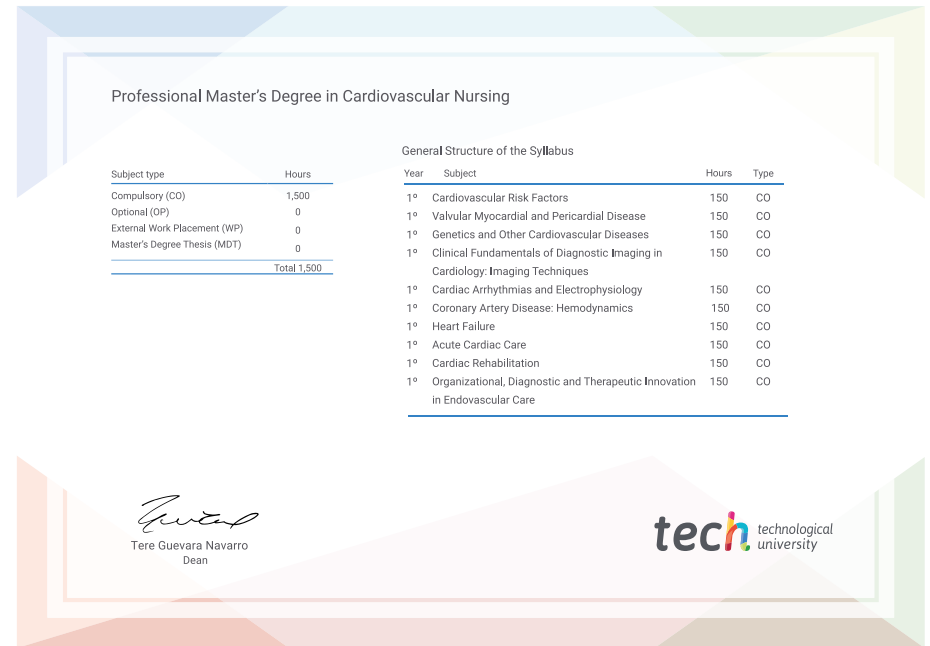 Professional Master's Degree in Cardiovascular Nursing
Subject type Hours
Compulsory (CO) 1,500
Optional (OP) 0
External Work Placement (WP) 0
Master's Degree Thesis (MDT) 0
Total 1,500
General Structure of the Syllabus
Year Subject Hours Type
1º Cardiovascular Risk Factors 150 CO
1º Valvular Myocardial and Pericardial Disease 150 CO
1º Genetics and Other Cardiovascular Diseases 150 CO
1º Clinical Fundamentals of Diagnostic Imaging in 150 CO
Cardiology: Imaging Techniques
1º Cardiac Arrhythmias and Electrophysiology 150 CO
1º Coronary Artery Disease: Hemodynamics 150 CO
1º Heart Failure 150 CO
1º Acute Cardiac Care 150 CO
1º Cardiac Rehabilitation 150 CO
1º Organizational, Diagnostic and Therapeutic Innovation 150 CO
in Endovascular Care
Tere Guevara Navarro
Dean
tech technological
university